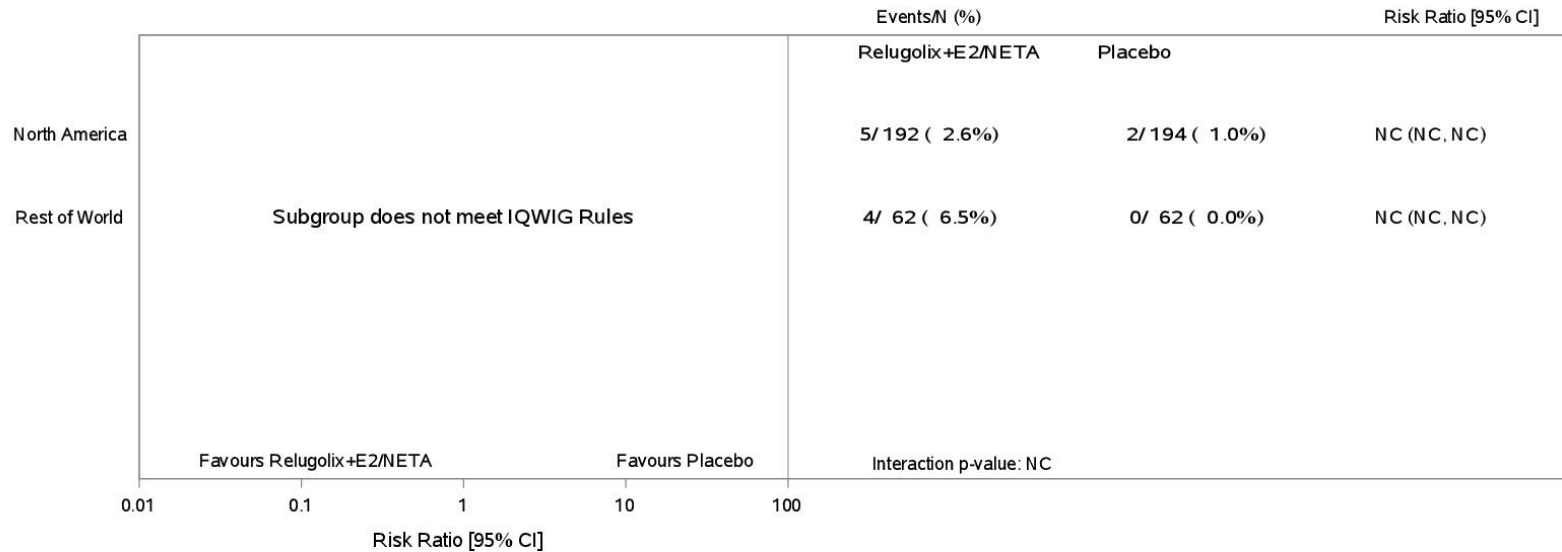 Events/N (%) Risk Ratio [95% CI]
Relugolix+E2/NETA Placebo
North America 5/ 192 ( 2.6%) 2/ 194 ( 1.0%) NC (NC, NC)
Rest of World Subgroup does not meet IQWIG Rules 4/ 62 ( 6.5%) 0/ 62 ( 0.0%) NC (NC, NC)
Favours Relugolix+E2/NETA Favours Placebo Interaction p-value: NC
0.01 0.1 1 10 100
Risk Ratio [95% CI]